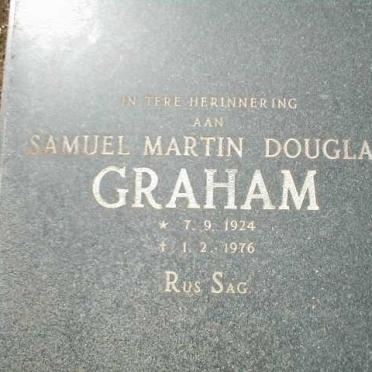 IN TERE HERINNERING
AAN
SAMUEL MARTIN DOUGLA
GRAHAM
* 7. 9. 1924
† 1. 2. 1976
RUS SAG.